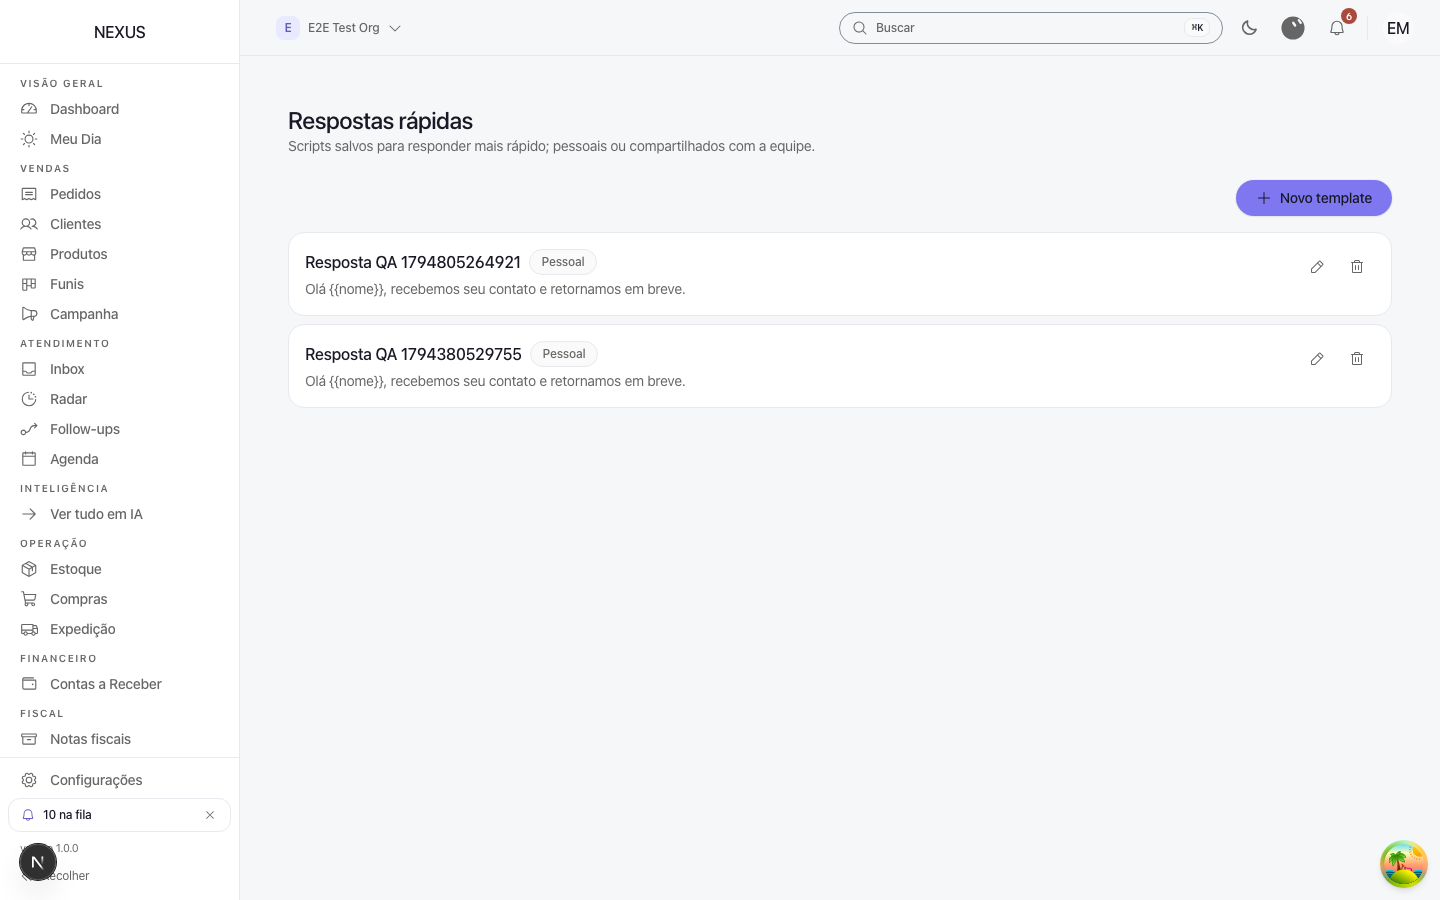 NEXUS
E
E2E Test Org
Buscar
⌘K
6
EM
VISÃO GERAL
Dashboard
Meu Dia
VENDAS
Pedidos
Clientes
Produtos
Funis
Campanha
ATENDIMENTO
Inbox
Radar
Follow-ups
Agenda
INTELIGÊNCIA
Ver tudo em IA
OPERAÇÃO
Estoque
Compras
Expedição
FINANCEIRO
Contas a Receber
FISCAL
Notas fiscais
Configurações
10 na fila
1.0.0
N
Respostas rápidas
Scripts salvos para responder mais rápido; pessoais ou compartilhados com a equipe.
Novo template
Resposta QA 1794805264921
Pessoal
Olá {{nome}}, recebemos seu contato e retornamos em breve.
Resposta QA 1794380529755
Pessoal
Olá {{nome}}, recebemos seu contato e retornamos em breve.